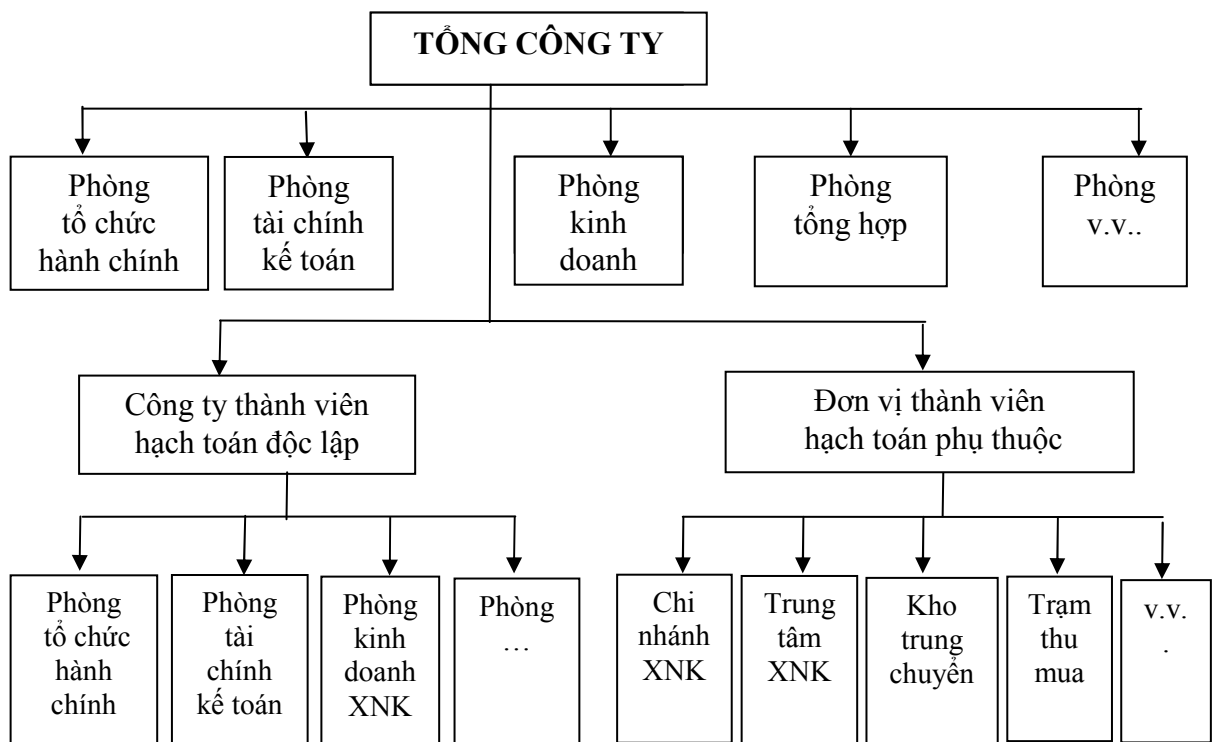 TỔNG CÔNG TY
Phòng
tổ chức
hành chính
Phòng
tài chính
kế toán
Phòng
kinh
doanh
Phòng
tổng hợp
Phòng
v.v..
Công ty thành viên
hạch toán độc lập
Đơn vị thành viên
hạch toán phụ thuộc
Phòng
tổ chức
hành
chính
Phòng
tài
chính
kế toán
Phòng
kinh
doanh
XNK
Phòng
…
Chi
nhánh
XNK
Trung
tâm
XNK
Kho
trung
chuyển
Trạm
thu
mua
v.v.
.